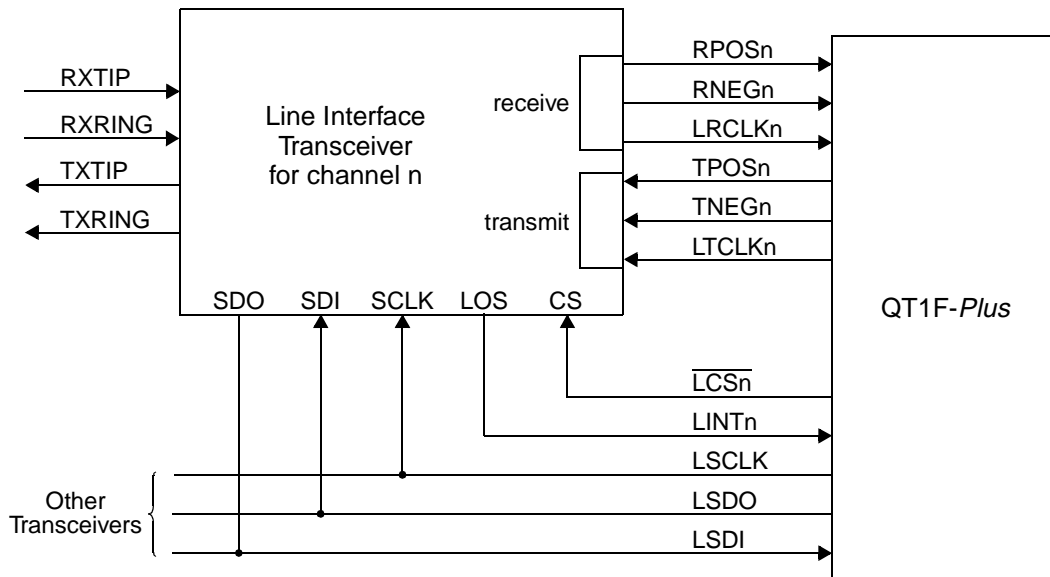 RXTIP
RXRING
TXTIP
TXRING
Line Interface
Transceiver
for channel n
receive
transmit
SDO
SDI
SCLK
LOS
CS
RPOSn
RNEGn
LRCLKn
TPOSn
TNEGn
LTCLKn
LCSn
LINTn
LSCLK
LSDO
LSDI
QT1F-Plus
Other
Transceivers